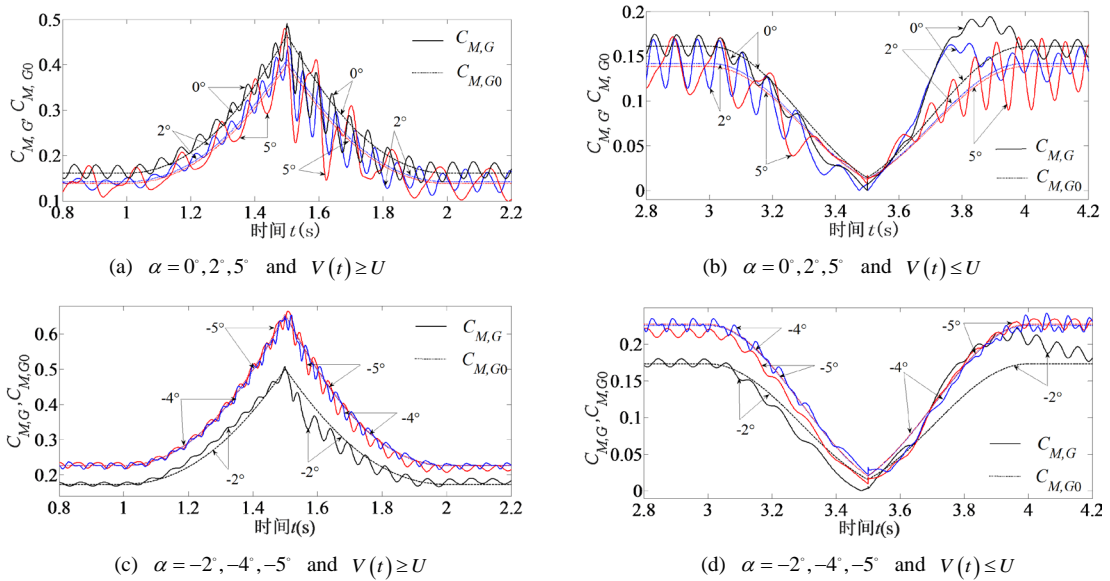 0.5
0.4
0.3
0.2
0.1
C_{M,G}, C_{M,G0}
C_{M,G}
C_{M,G0}
0°
0°
2°
5°
2°
5°
0.8 1 1.2 1.4 1.6 1.8 2 2.2
时间 t(s)
(a) α = 0°, 2°, 5° and V(t) ≥ U
0.2
0.15
0.1
0.05
0
C_{M,G}, C_{M,G0}
0°
0°
2°
2°
5°
5°
C_{M,G}
C_{M,G0}
2.8 3 3.2 3.4 3.6 3.8 4 4.2
时间 t(s)
(b) α = 0°, 2°, 5° and V(t) ≤ U
0.6
0.5
0.4
0.3
0.2
C_{M,G}, C_{M,G0}
C_{M,G}
C_{M,G0}
-5°
-5°
-4°
-4°
-2°
-2°
0.8 1 1.2 1.4 1.6 1.8 2 2.2
时间t(s)
(c) α = −2°, −4°, −5° and V(t) ≥ U
0.2
0.15
0.1
0.05
0
C_{M,G}, C_{M,G0}
-4°
-5°
-5°
-4°
-2°
-2°
C_{M,G}
C_{M,G0}
2.8 3 3.2 3.4 3.6 3.8 4 4.2
时间t(s)
(d) α = −2°, −4°, −5° and V(t) ≤ U